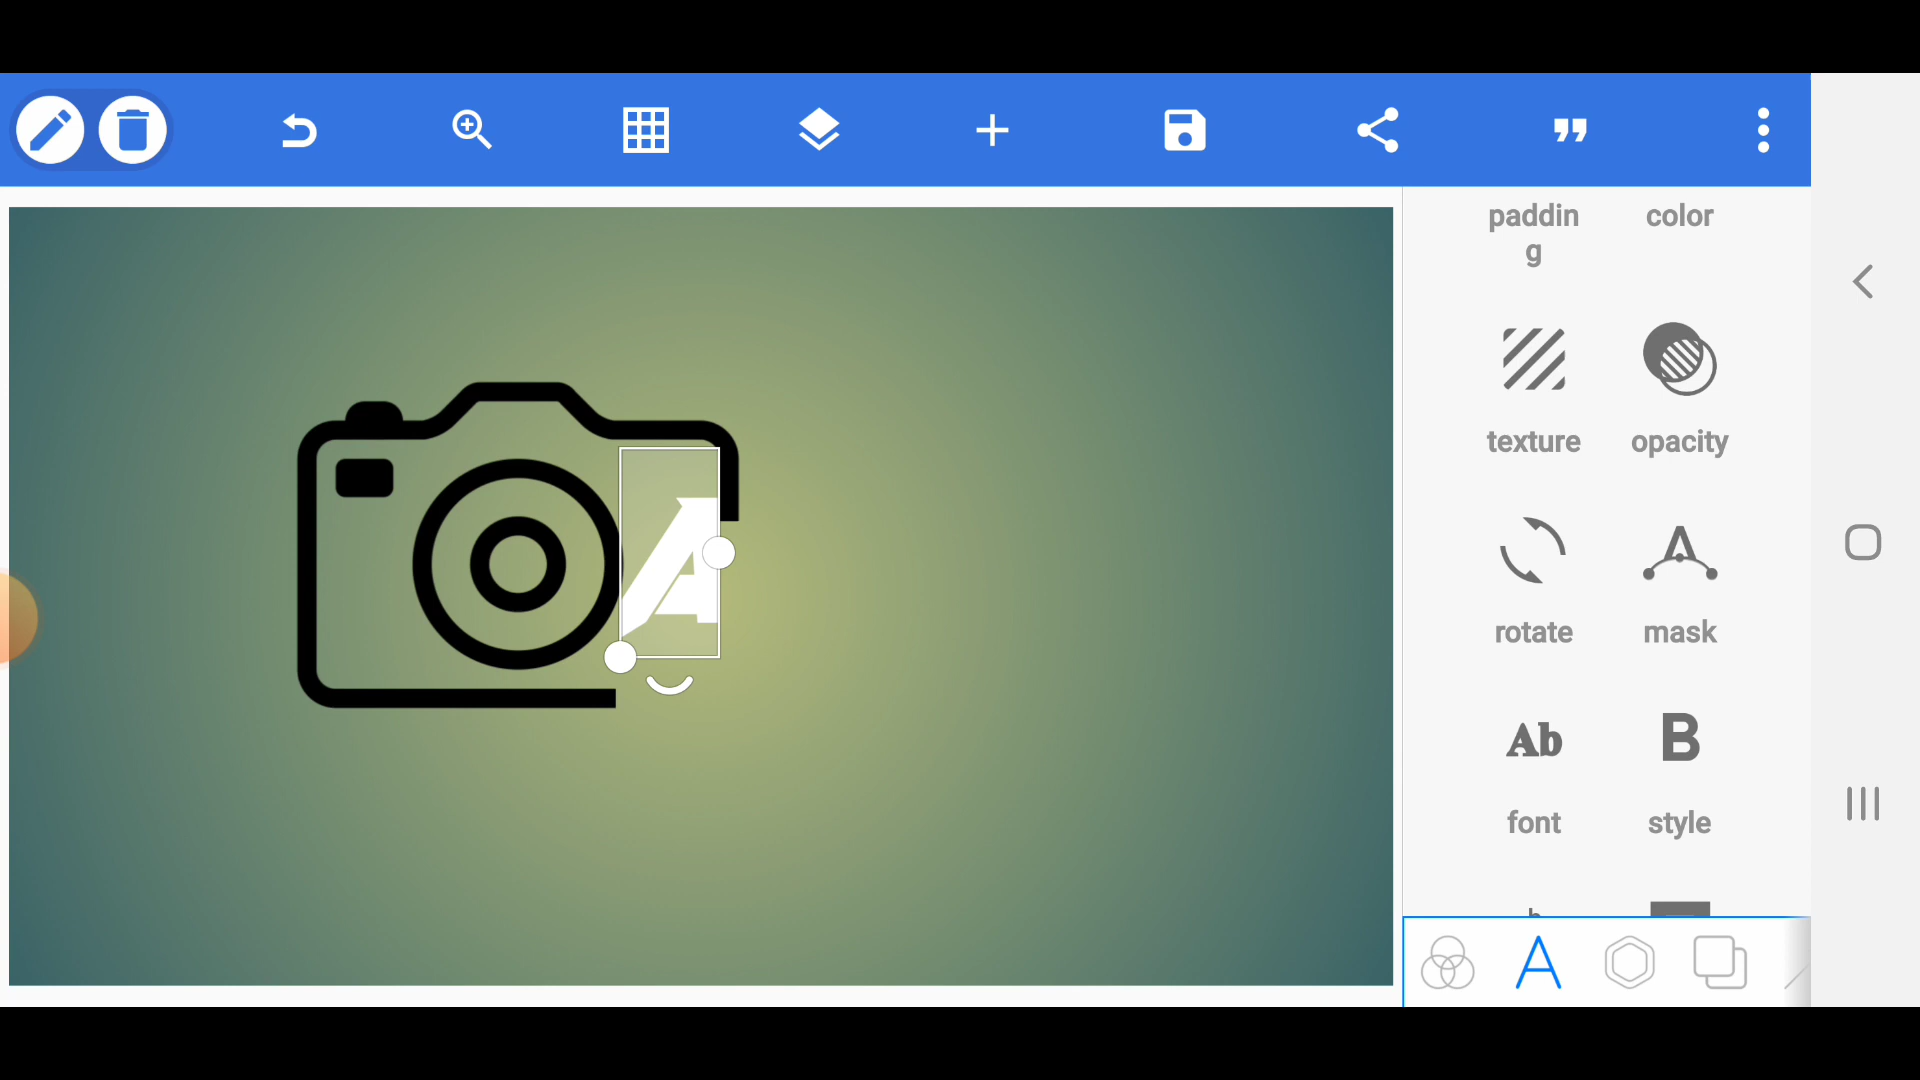 paddin
g
color
texture
opacity
rotate
mask
Ab
B
font
style
A